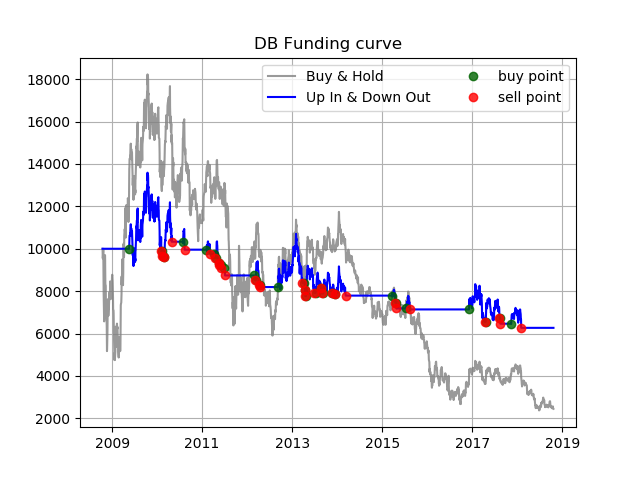 DB Funding curve
Buy & Hold
Up In & Down Out
buy point
sell point
18000
16000
14000
12000
10000
8000
6000
4000
2000
2009 2011 2013 2015 2017 2019